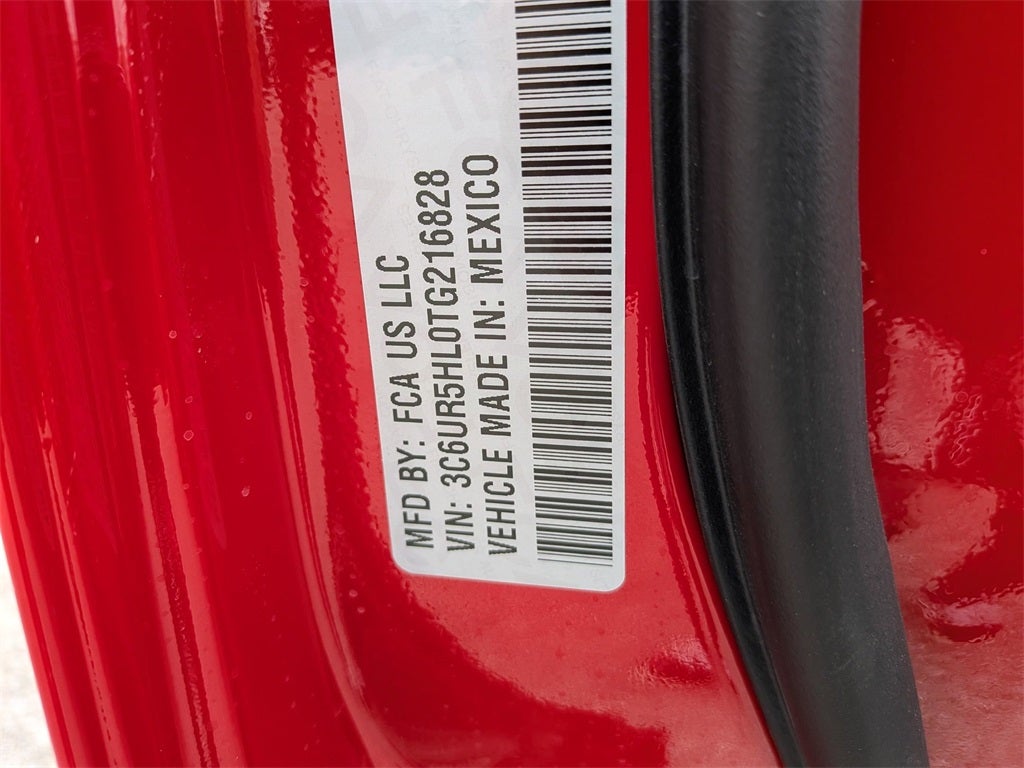 MFD BY: FCA US LLC
VIN: 3C6UR5HL0TG216828
VEHICLE MADE IN: MEXICO